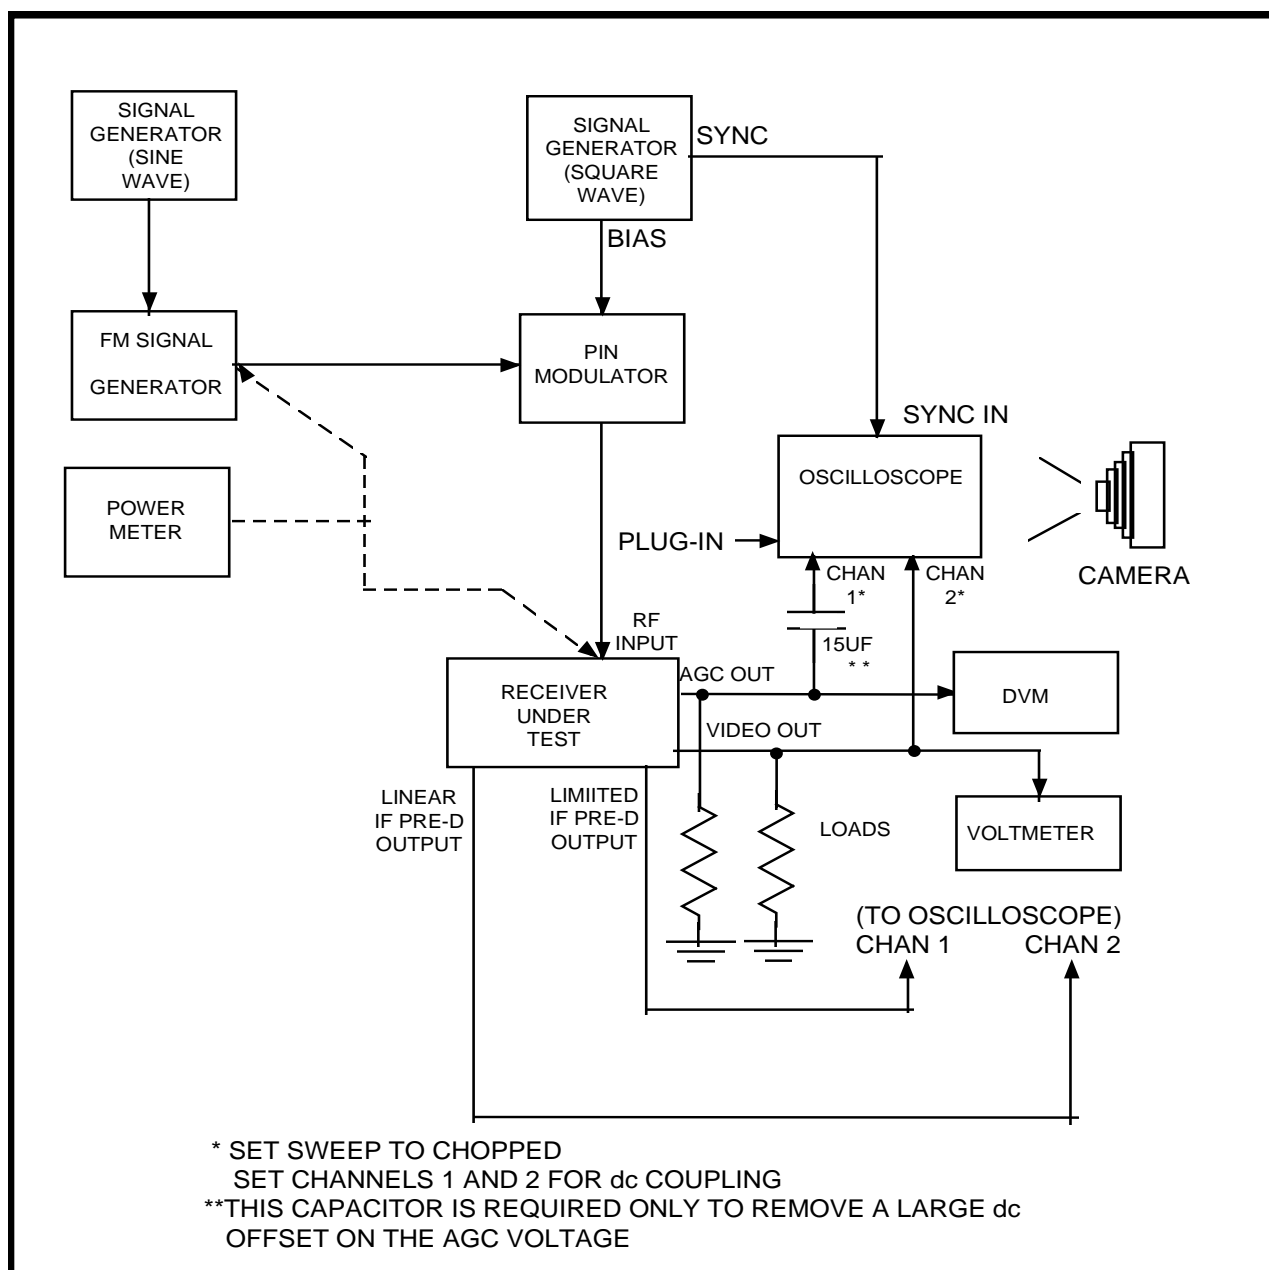 SIGNAL
GENERATOR
(SINE
WAVE)
SIGNAL
GENERATOR
(SQUARE
WAVE)
SYNC
BIAS
FM SIGNAL
GENERATOR
PIN
MODULATOR
SYNC IN
OSCILLOSCOPE
POWER
METER
PLUG-IN
CAMERA
CHAN
1*
CHAN
2*
RF
INPUT
15UF
* *
AGC OUT
RECEIVER
UNDER
TEST
DVM
VIDEO OUT
LINEAR
IF PRE-D
OUTPUT
LIMIITED
IF PRE-D
OUTPUT
LOADS
VOLTMETER
(TO OSCILLOSCOPE)
CHAN 1 CHAN 2
* SET SWEEP TO CHOPPED
SET CHANNELS 1 AND 2 FOR dc COUPLING
**THIS CAPACITOR IS REQUIRED ONLY TO REMOVE A LARGE dc
OFFSET ON THE AGC VOLTAGE